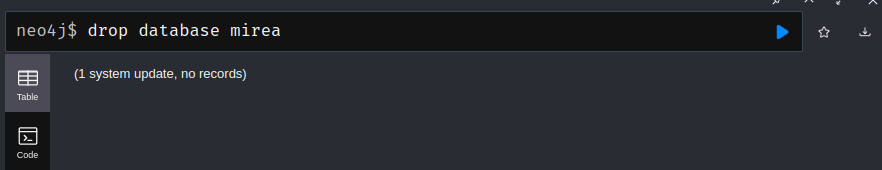 neo4j$ drop database mirea
(1 system update, no records)
Table
Code